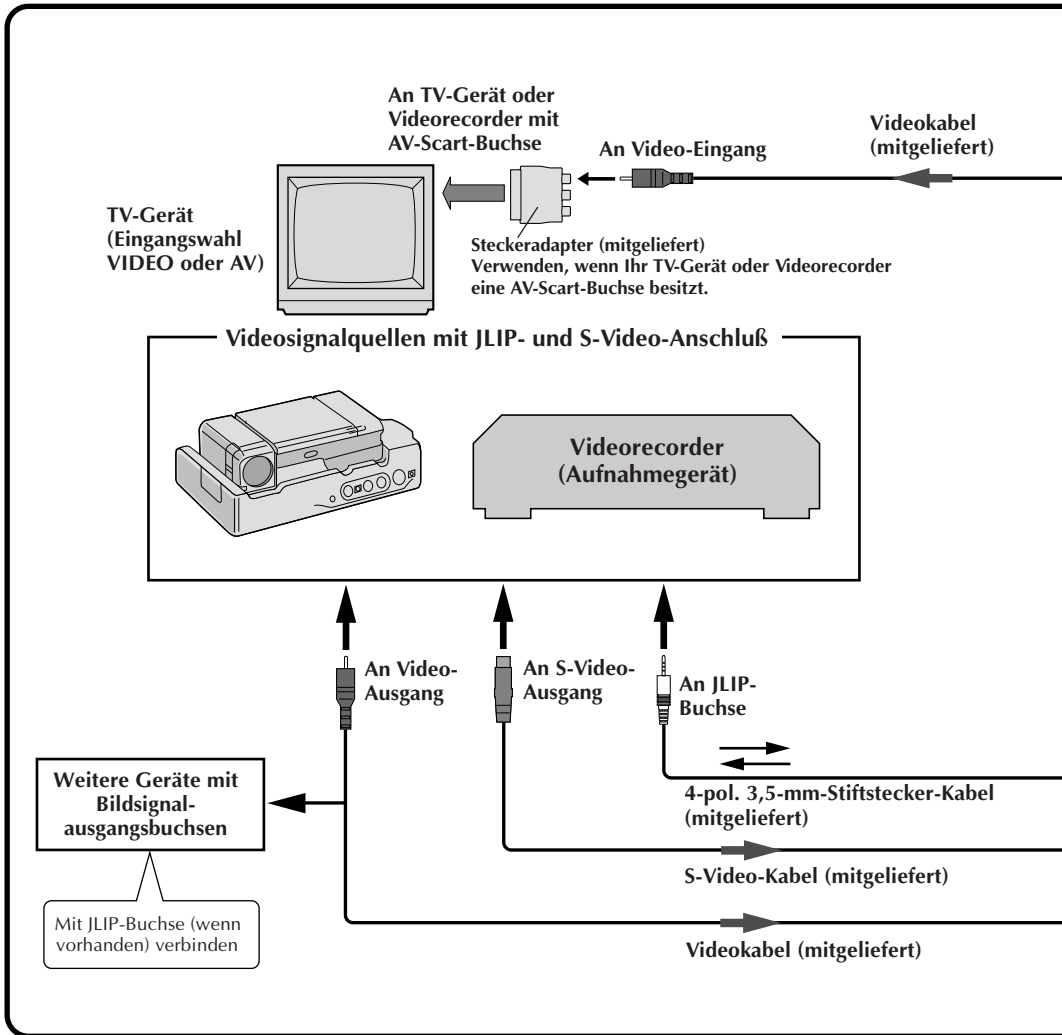 An TV-Gerät oder
Videorecorder mit
AV-Scart-Buchse
An Video-Eingang
Videokabel
(mitgeliefert)
TV-Gerät
(Eingangswahl
VIDEO oder AV)
Steckeradapter (mitgeliefert)
Verwenden, wenn Ihr TV-Gerät oder Videorecorder
eine AV-Scart-Buchse besitzt.
Videosignalquellen mit JLIP- und S-Video-Anschluß
Videorecorder
(Aufnahmegerät)
An Video-
Ausgang
An S-Video-
Ausgang
An JLIP-
Buchse
Weitere Geräte mit
Bildsignal-
ausgangsbuchsen
4-pol. 3,5-mm-Stiftstecker-Kabel
(mitgeliefert)
S-Video-Kabel (mitgeliefert)
Mit JLIP-Buchse (wenn
vorhanden) verbinden
Videokabel (mitgeliefert)